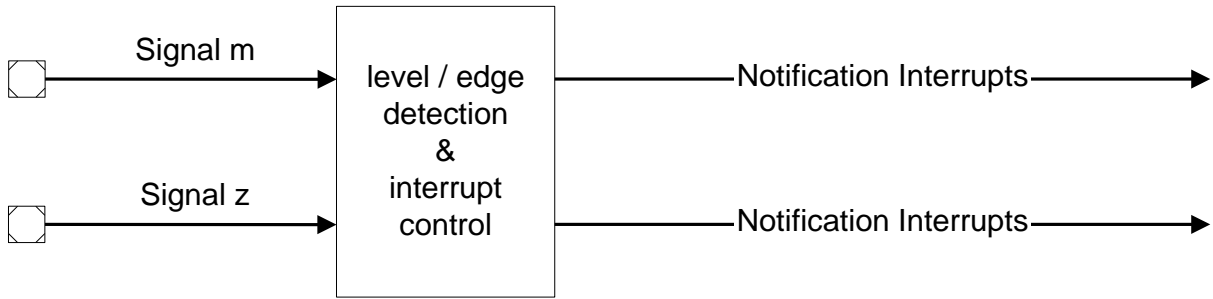 Signal m
Notification Interrupts
level / edge
detection
&
interrupt
control
Signal z
Notification Interrupts